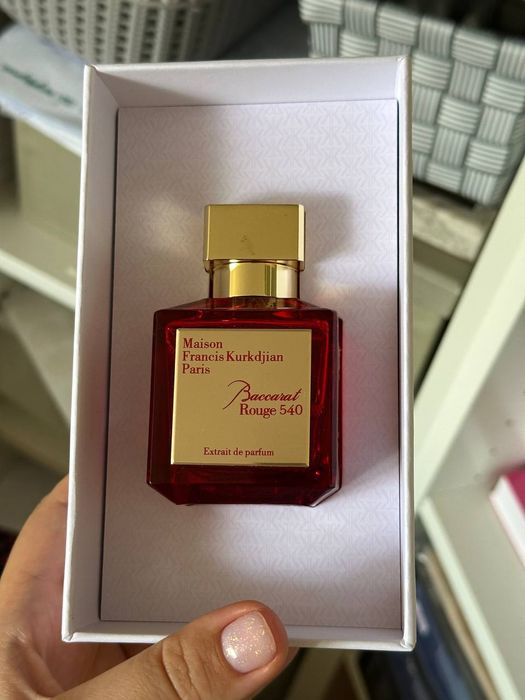 Maison
Francis Kurkdjian
Paris
Baccarat
Rouge 540
Extrait de parfum